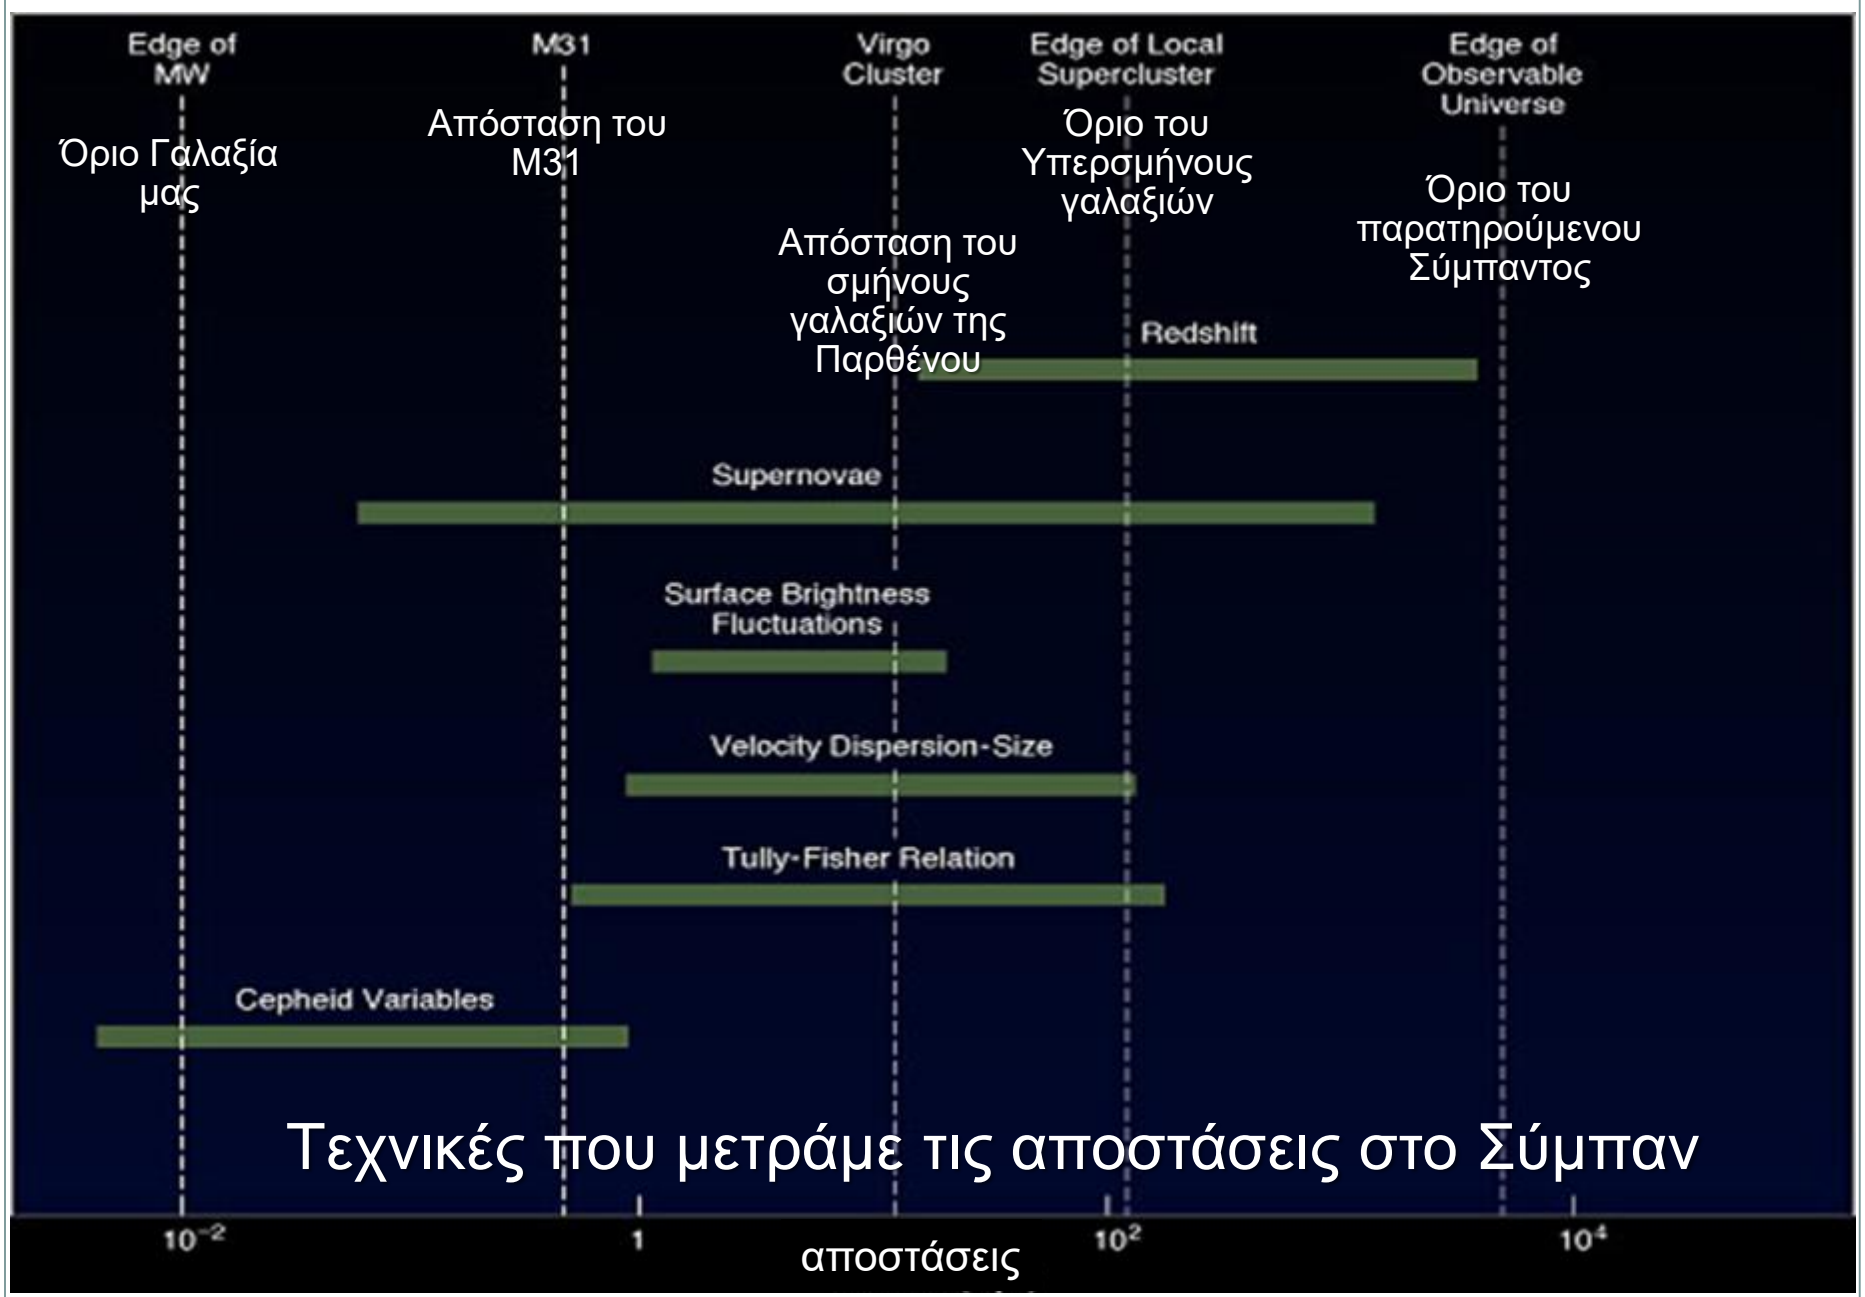 Edge of
MW
M31
Virgo
Cluster
Edge of Local
Supercluster
Edge of
Observable
Universe
Όριο Γαλαξία
μας
Απόσταση του
M31
Απόσταση του
σμήνους
γαλαξιών της
Παρθένου
Όριο του
Υπερσμήνους
γαλαξιών
Όριο του
παρατηρούμενου
Σύμπαντος
Redshift
Supernovae
Surface Brightness
Fluctuations
Velocity Dispersion-Size
Tully-Fisher Relation
Cepheid Variables
Τεχνικές που μετράμε τις αποστάσεις στο Σύμπαν
10⁻² 1 10² 10⁴
αποστάσεις